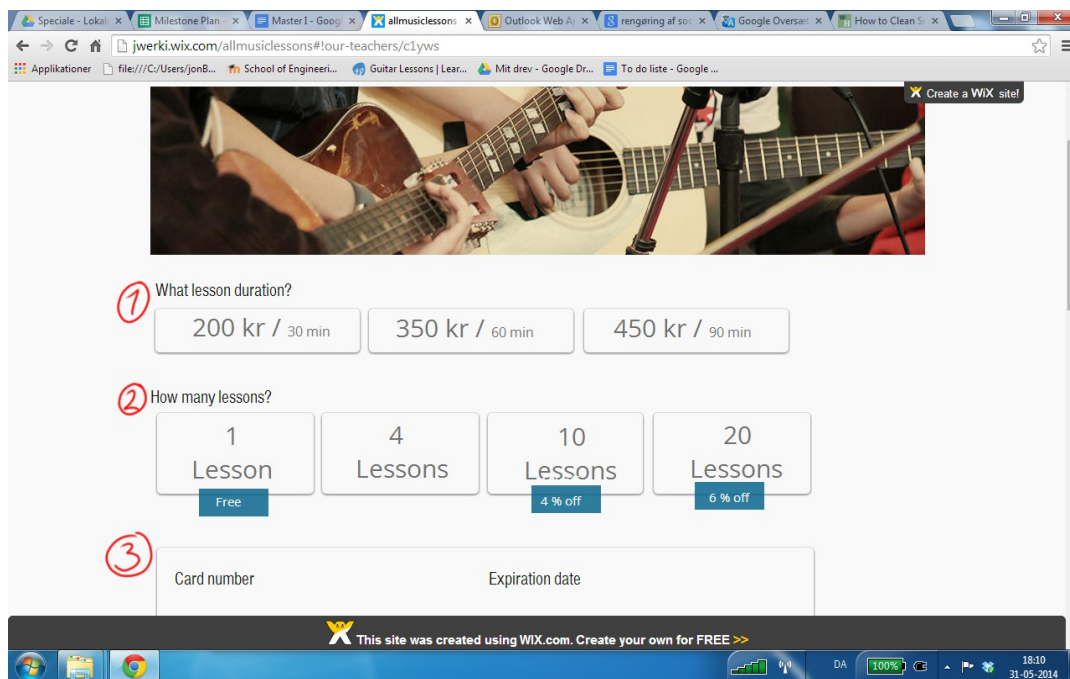 Speciale - Lokal
Milestone Plan -
Master I - Goog
allmusiclessons
Outlook Web Ap
rengøring af soc
Google Oversæt
How to Clean S
jwerki.wix.com/allmusiclessons#!our-teachers/c1yws
Applikationer
file:///C:/Users/jonB...
School of Engineeri...
Guitar Lessons | Lear...
Mit drev - Google Dr...
To do liste - Google ...
Create a WiX site!
1 What lesson duration?
200 kr / 30 min
350 kr / 60 min
450 kr / 90 min
2 How many lessons?
1
Lesson
Free
4
Lessons
10
Lessons
4 % off
20
Lessons
6 % off
3
Card number
Expiration date
This site was created using WIX.com. Create your own for FREE >>
DA
100%
18:10
31-05-2014